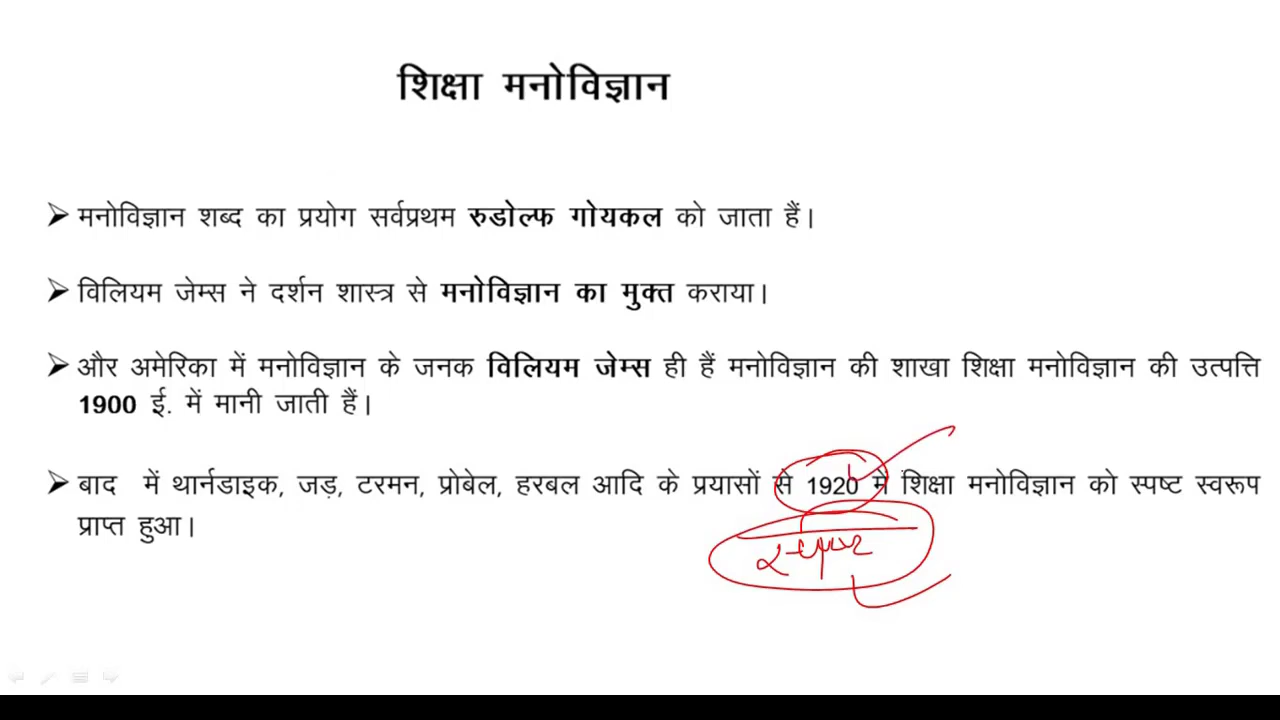 शिक्षा मनोविज्ञान
➢ मनोविज्ञान शब्द का प्रयोग सर्वप्रथम रुडोल्फ गोयकल को जाता हैं।
➢ विलियम जेम्स ने दर्शन शास्त्र से मनोविज्ञान का मुक्त कराया।
➢ और अमेरिका में मनोविज्ञान के जनक विलियम जेम्स ही हैं मनोविज्ञान की शाखा शिक्षा मनोविज्ञान की उत्पत्ति
1900 ई. में मानी जाती हैं।
➢ बाद में थार्नडाइक, जड़, टरमन, प्रोबेल, हरबल आदि के प्रयासों से 1920 में शिक्षा मनोविज्ञान को स्पष्ट स्वरूप
प्राप्त हुआ।